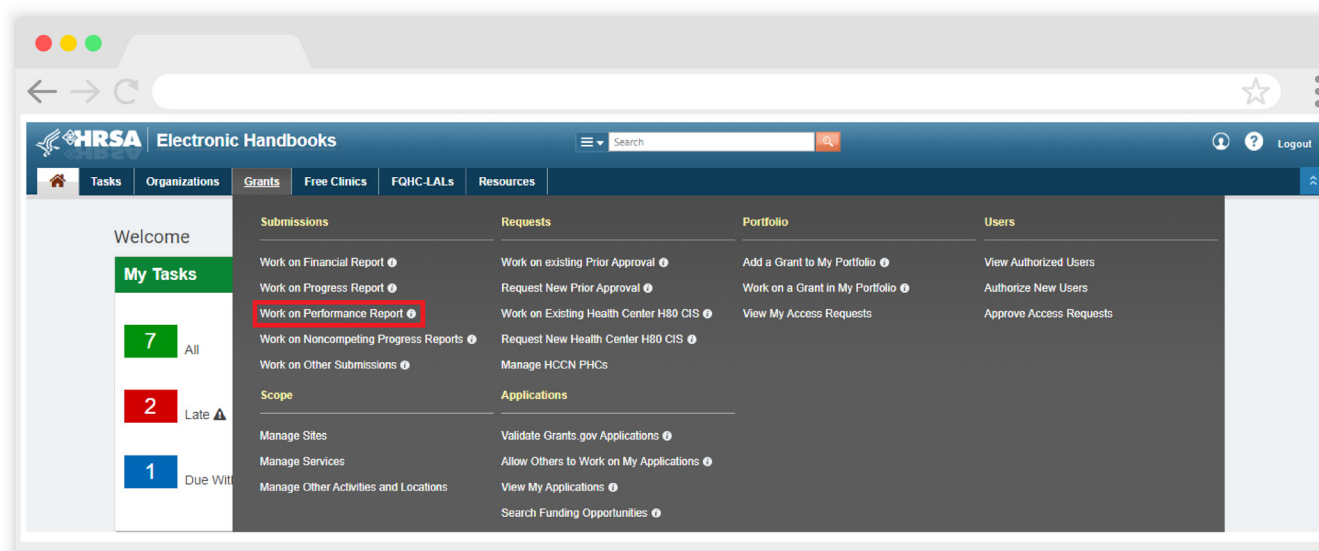 HRSA Electronic Handbooks
Search
Logout
Tasks Organizations Grants Free Clinics FQHC-LALs Resources
Welcome
My Tasks
7 All
2 Late
1 Due With
Submissions
Work on Financial Report
Work on Progress Report
Work on Performance Report
Work on Noncompeting Progress Reports
Work on Other Submissions
Scope
Manage Sites
Manage Services
Manage Other Activities and Locations
Requests
Work on existing Prior Approval
Request New Prior Approval
Work on Existing Health Center H80 CIS
Request New Health Center H80 CIS
Manage HCCN PHCs
Applications
Validate Grants.gov Applications
Allow Others to Work on My Applications
View My Applications
Search Funding Opportunities
Portfolio
Add a Grant to My Portfolio
Work on a Grant in My Portfolio
View My Access Requests
Users
View Authorized Users
Authorize New Users
Approve Access Requests